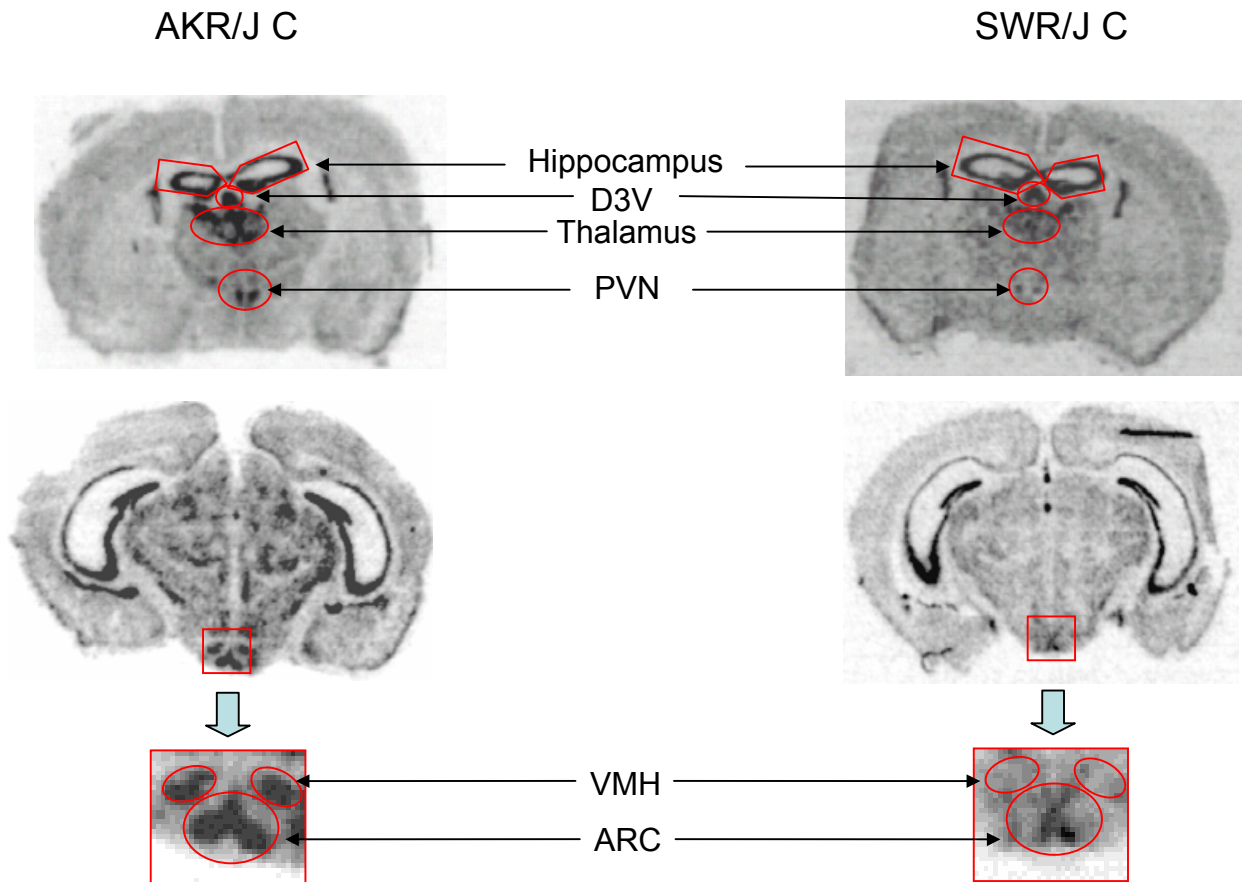 AKR/J C
SWR/J C
Hippocampus
D3V
Thalamus
PVN
VMH
ARC